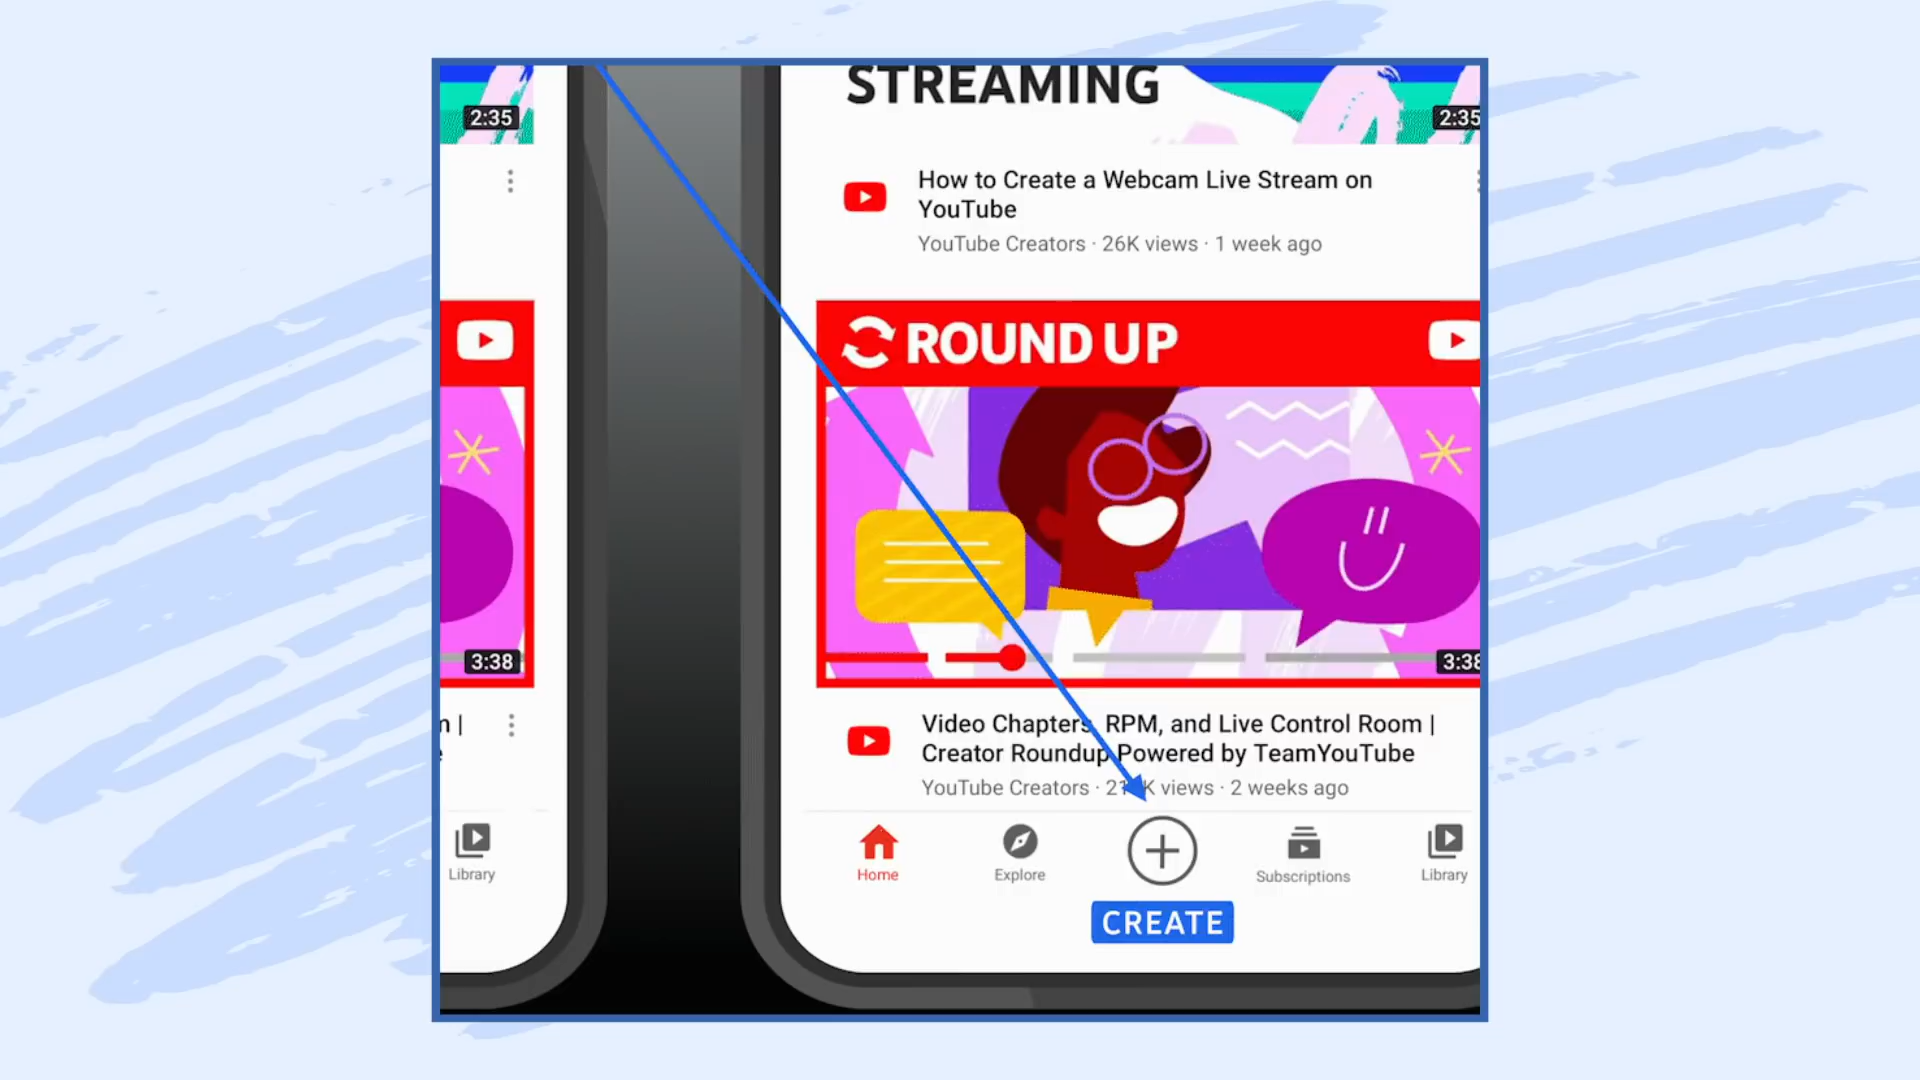 STREAMING
2:35
2:35
How to Create a Webcam Live Stream on
YouTube
YouTube Creators · 26K views · 1 week ago
ROUND UP
3:38
3:38
Video Chapters, RPM, and Live Control Room |
Creator Roundup Powered by TeamYouTube
YouTube Creators · views · 2 weeks ago
Library
Home
Explore
Subscriptions
Library
CREATE